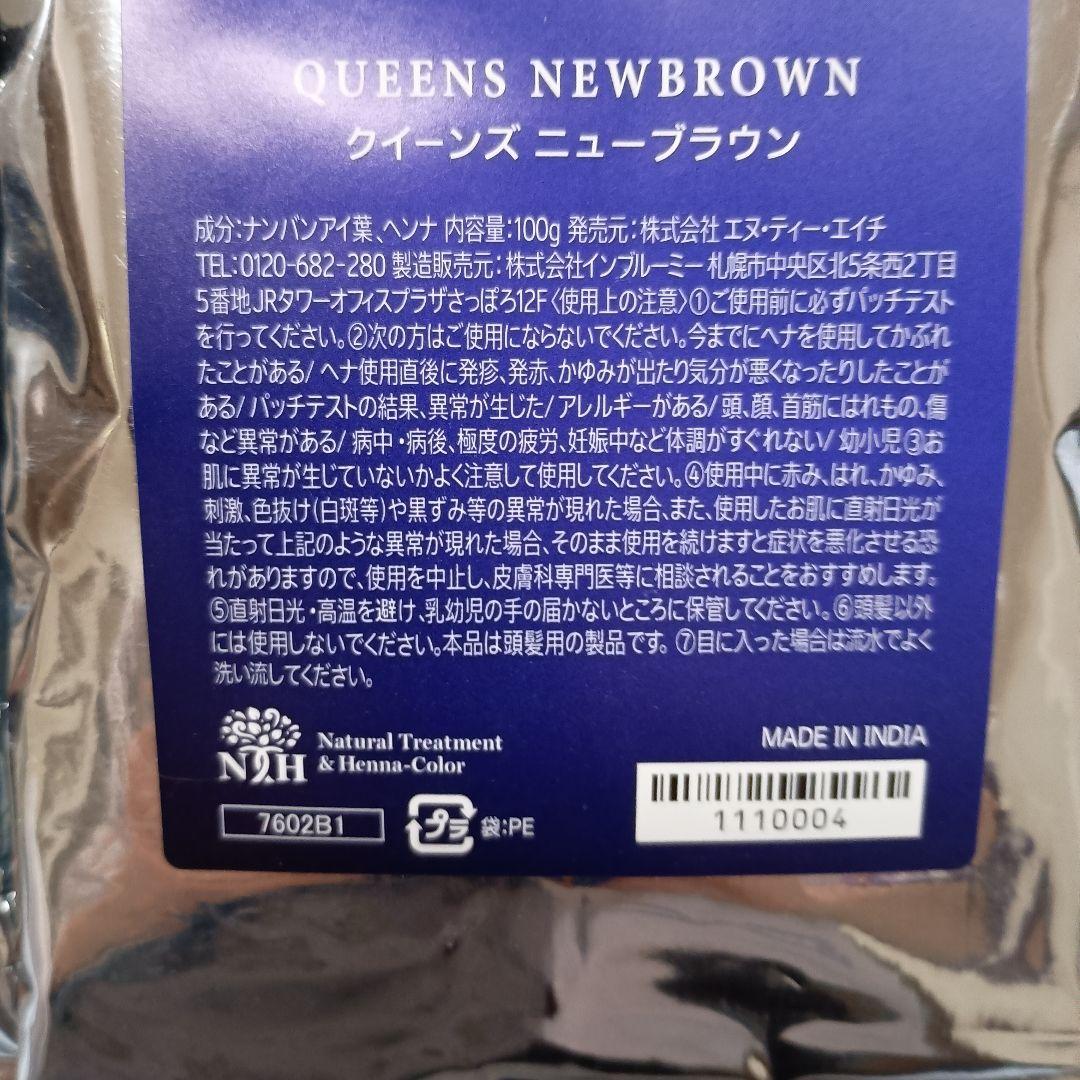 QUEENS NEWBROWN
クイーンズ ニューブラウン
成分:ナンバンアイ葉、ヘンナ 内容量:100g 発売元:株式会社 エヌ・ティー・エイチ
TEL:0120-682-280 製造販売元:株式会社インブルーミー 札幌市中央区北5条西2丁目
5番地 JRタワーオフィスプラザさっぽろ12F〈使用上の注意〉①ご使用前に必ずパッチテスト
を行ってください。②次の方はご使用にならないでください。今までにヘナを使用してかぶれ
たことがある/ ヘナ使用直後に発疹、発赤、かゆみが出たり気分が悪くなったりしたことが
ある/ パッチテストの結果、異常が生じた/ アレルギーがある/ 頭、顔、首筋にはれもの、傷
など異常がある/ 病中・病後、極度の疲労、妊娠中など体調がすぐれない/ 幼小児 ③お
肌に異常が生じていないかよく注意して使用してください。④使用中に赤み、はれ、かゆみ、
刺激、色抜け(白斑等)や黒ずみ等の異常が現れた場合、また、使用したお肌に直射日光が
当たって上記のような異常が現れた場合、そのまま使用を続けますと症状を悪化させる恐
れがありますので、使用を中止し、皮膚科専門医等に相談されることをおすすめします。
⑤直射日光・高温を避け、乳幼児の手の届かないところに保管してください。⑥頭髪以外
には使用しないでください。本品は頭髪用の製品です。⑦目に入った場合は流水でよく
洗い流してください。
NTH Natural Treatment
& Henna-Color
MADE IN INDIA
7602B1
プラ 袋:PE
1110004